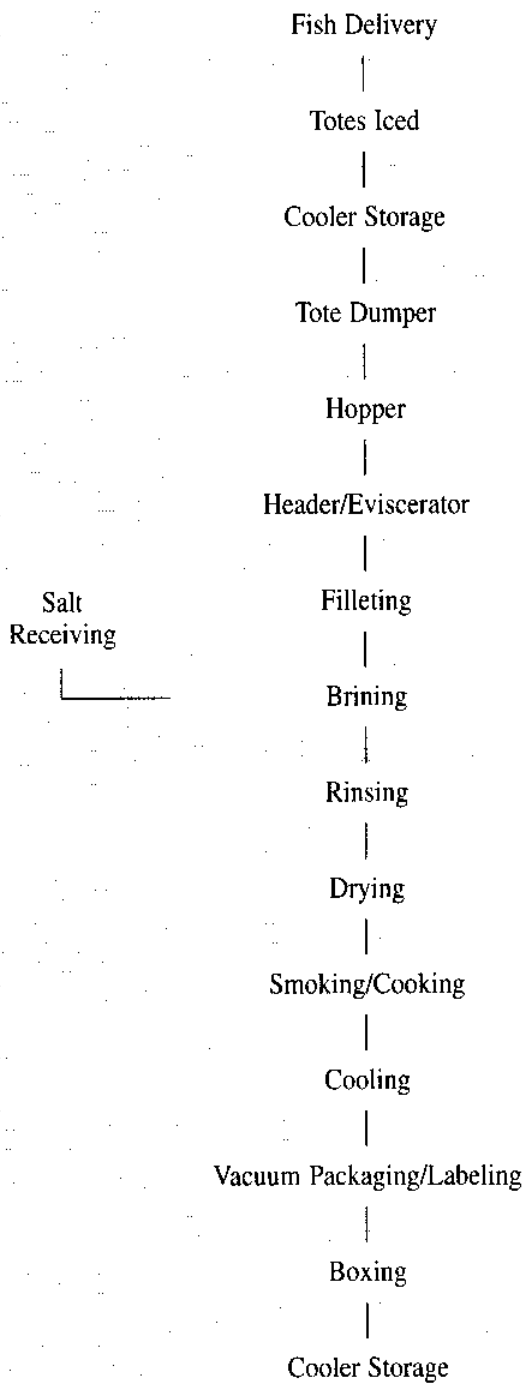 Fish Delivery
Totes Iced
Cooler Storage
Tote Dumper
Hopper
Header/Eviscerator
Filleting
Salt
Receiving
Brining
Rinsing
Drying
Smoking/Cooking
Cooling
Vacuum Packaging/Labeling
Boxing
Cooler Storage